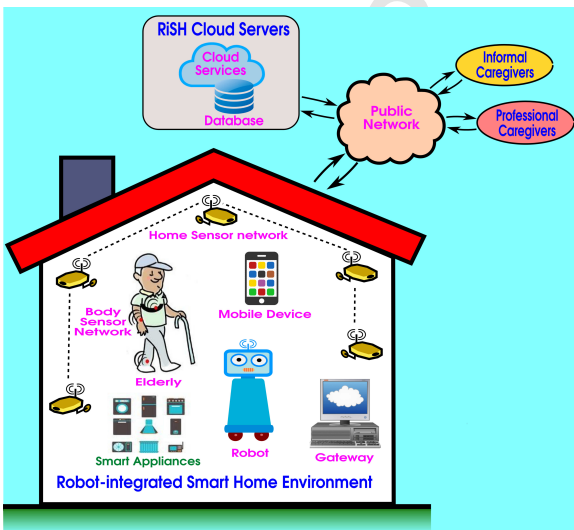 RiSH Cloud Servers
Cloud
Services
Database
Public
Network
Informal
Caregivers
Professional
Caregivers
Home Sensor network
Body
Sensor
Network
Mobile Device
Elderly
Smart Appliances
Robot
Gateway
Robot-integrated Smart Home Environment